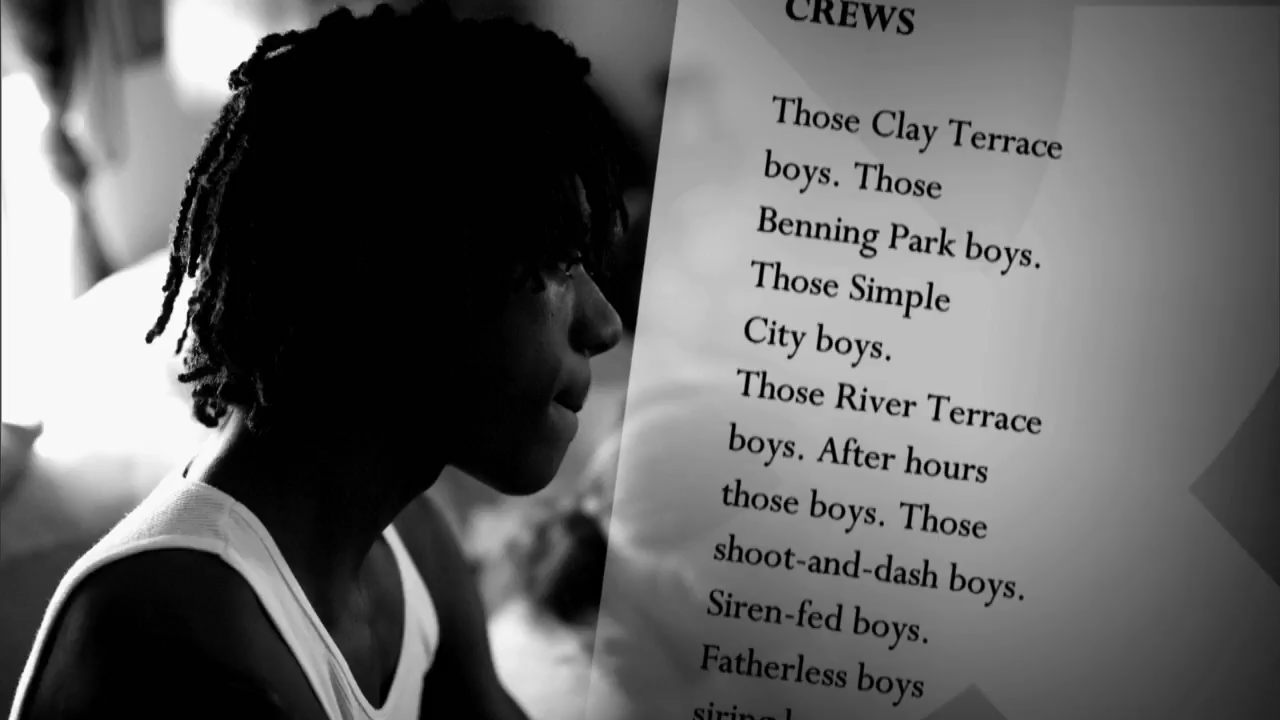 CREWS
Those Clay Terrace
boys. Those
Benning Park boys.
Those Simple
City boys.
Those River Terrace
boys. After hours
those boys. Those
shoot-and-dash boys.
Siren-fed boys.
Fatherless boys
siring